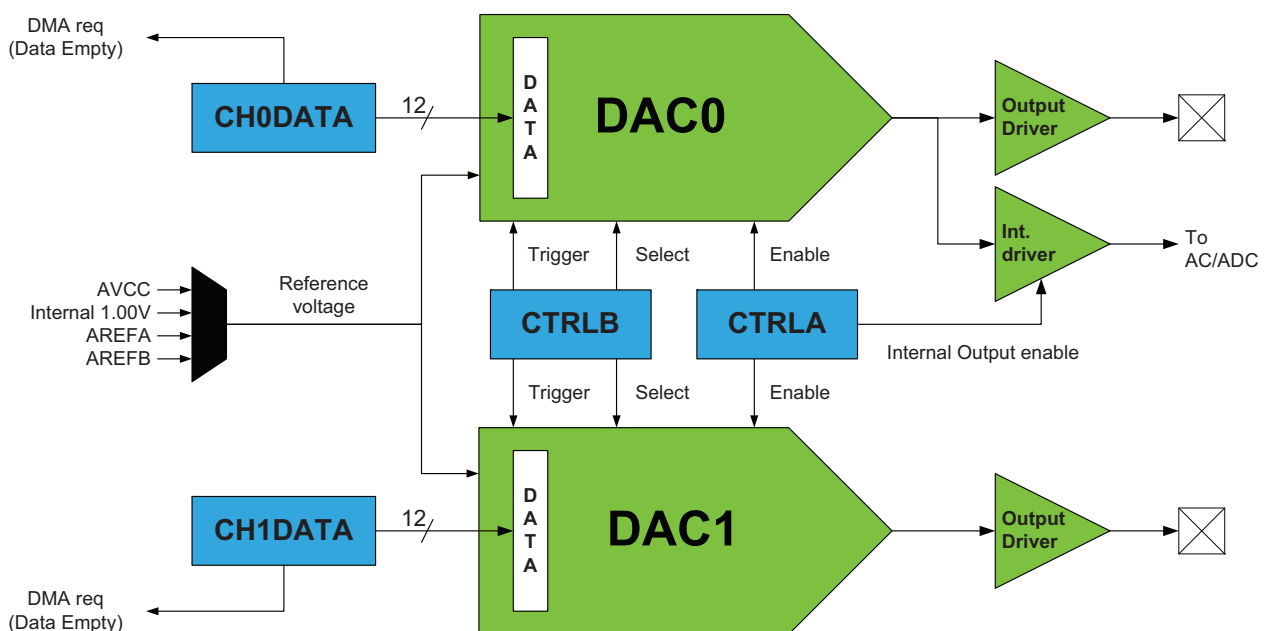 DMA req
(Data Empty)
CH0DATA
12
D
A
T
A
DAC0
Output
Driver
Int.
driver
To
AC/ADC
Trigger
Select
Enable
AVCC
Internal 1.00V
AREFA
AREFB
Reference
voltage
CTRLB
CTRLA
Internal Output enable
Trigger
Select
Enable
CH1DATA
12
D
A
T
A
DAC1
Output
Driver
DMA req
(Data Empty)